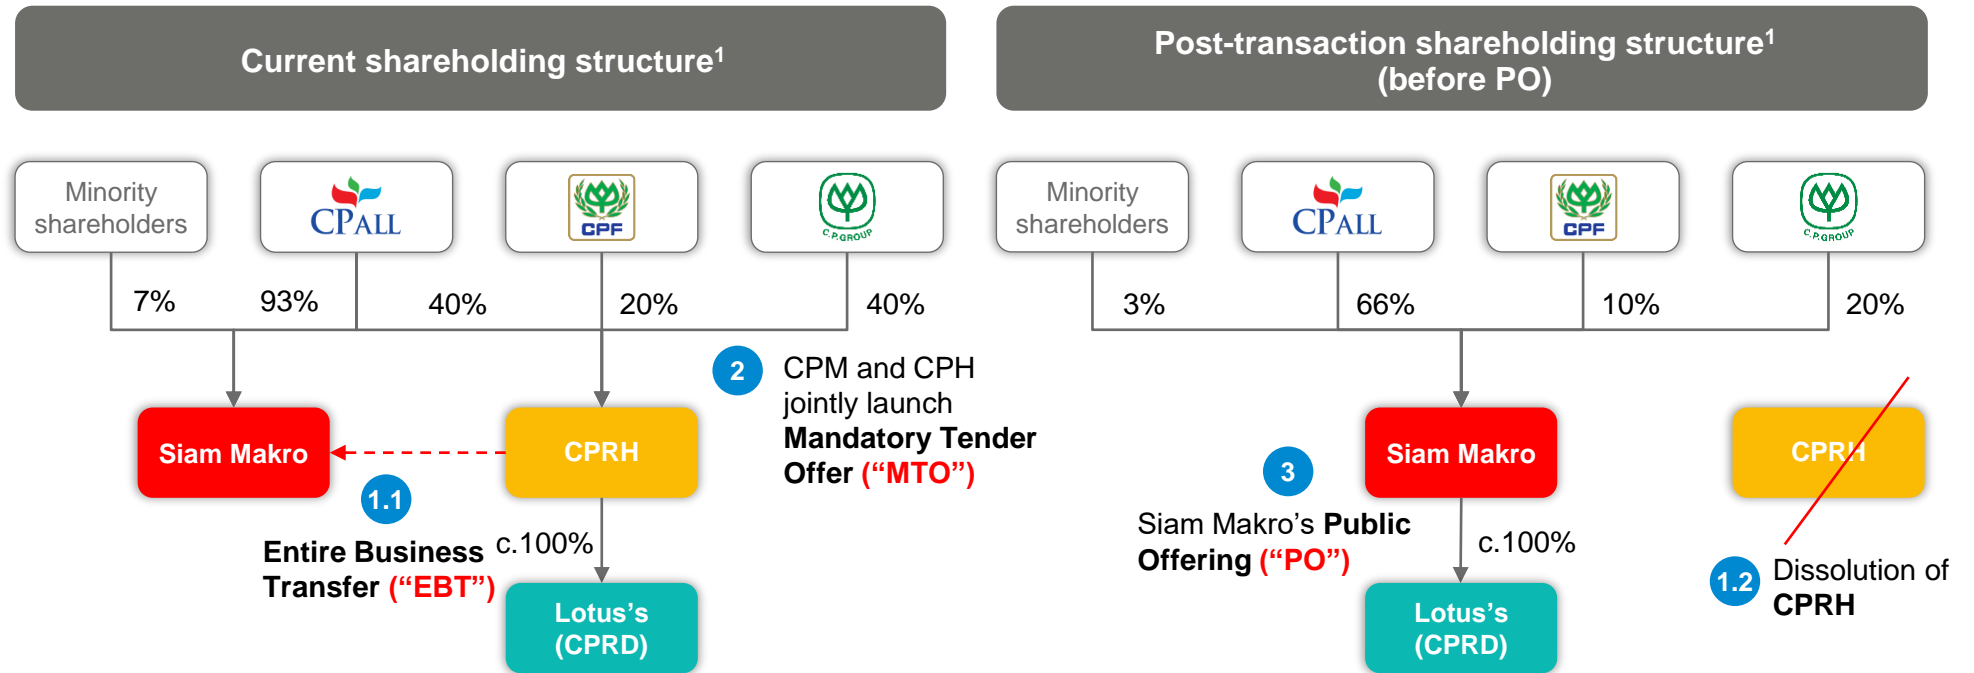 Current shareholding structure1
Minority
shareholders
CPALL
CPF
C.P.GROUP
7%
93%
40%
20%
40%
2
CPM and CPH
jointly launch
Mandatory Tender
Offer (“MTO”)
Siam Makro
CPRH
1.1
Entire Business
Transfer (“EBT”)
c.100%
Lotus’s
(CPRD)
Post-transaction shareholding structure1
(before PO)
Minority
shareholders
CPALL
CPF
C.P.GROUP
3%
66%
10%
20%
Siam Makro
CPRH
3
Siam Makro’s Public
Offering (“PO”)
c.100%
1.2
Dissolution of
CPRH
Lotus’s
(CPRD)